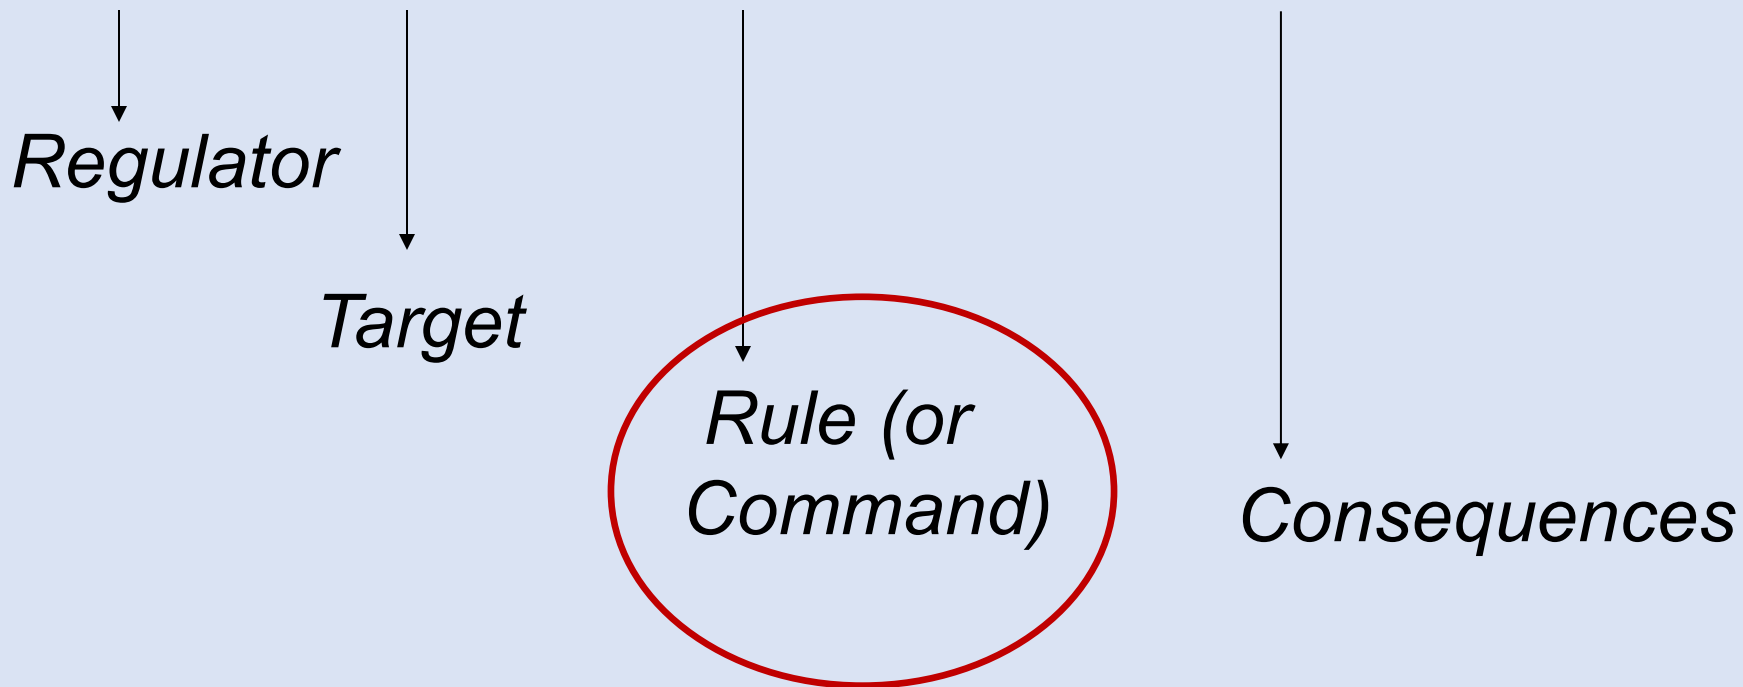 Regulator
Target
Rule (or
Command)
Consequences